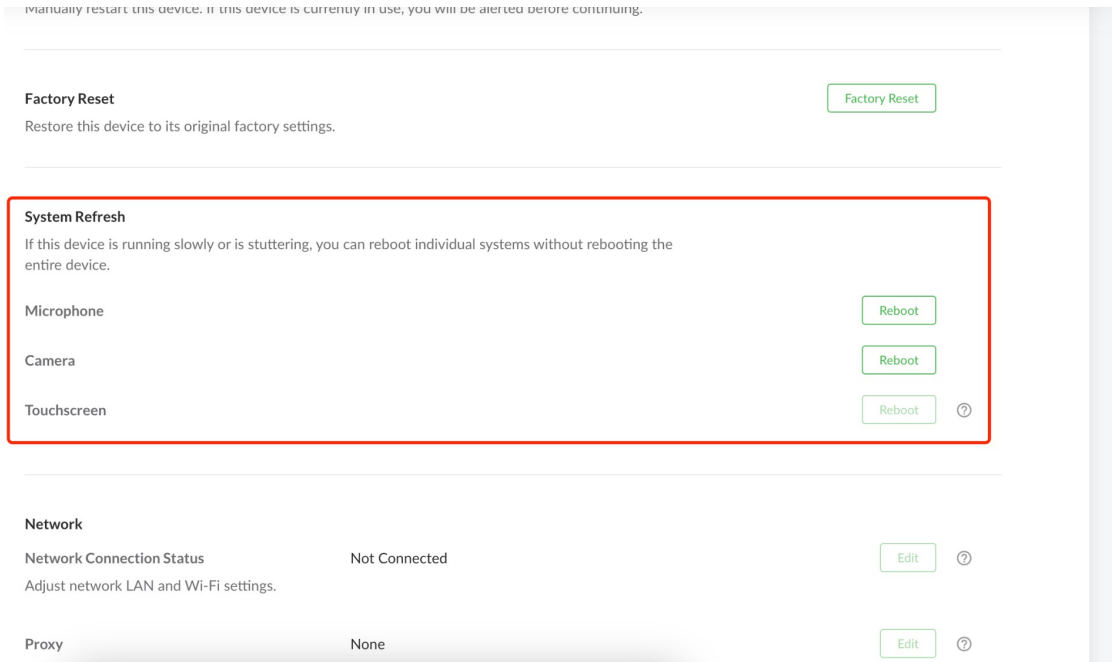 Manually restart this device. If this device is currently in use, you will be alerted before continuing.
Factory Reset
Factory Reset
Restore this device to its original factory settings.
System Refresh
If this device is running slowly or is stuttering, you can reboot individual systems without rebooting the
entire device.
Microphone
Reboot
Camera
Reboot
Touchscreen
Reboot
?
Network
Network Connection Status
Not Connected
Edit
?
Adjust network LAN and Wi-Fi settings.
Proxy
None
Edit
?